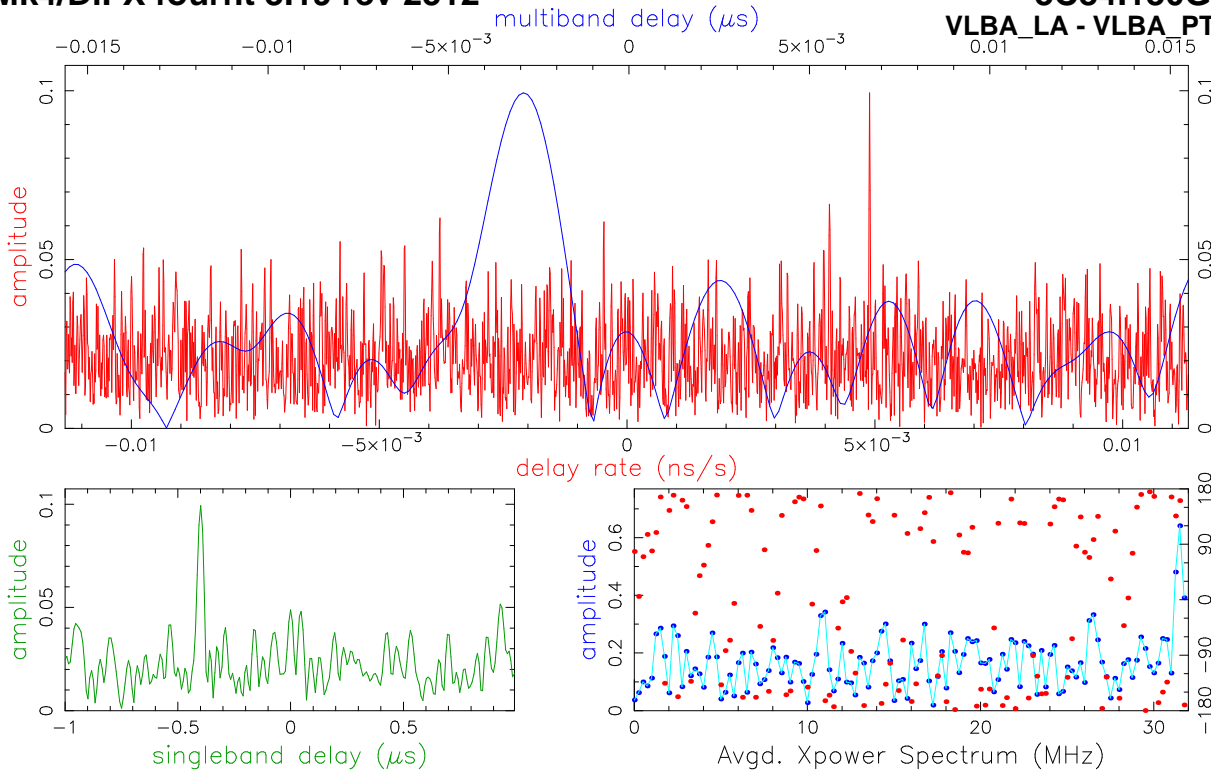 multiband delay (μs)
VLBA_LA - VLBA_PT
−0.015 −0.01 −5×10⁻³ 0 5×10⁻³ 0.01 0.015
0.1 0.1
0.05 0.05
0 0
amplitude
−0.01 −5×10⁻³ 0 5×10⁻³ 0.01
delay rate (ns/s)
0.1
0.05
0
amplitude
−1 −0.5 0 0.5
singleband delay (μs)
0.6
0.4
0.2
0
amplitude
180
90
0
−90
−180
0 10 20 30
Avgd. Xpower Spectrum (MHz)